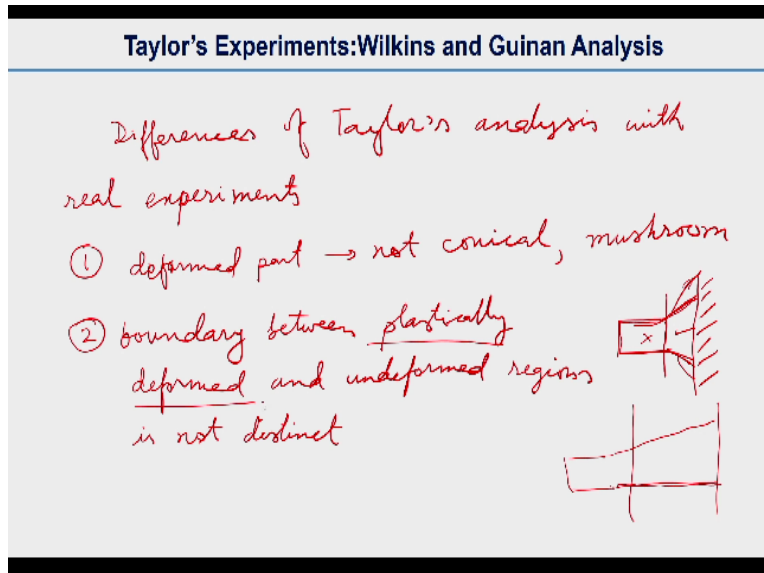 Taylor's Experiments:Wilkins and Guinan Analysis
Differences of Taylor's analysis with
real experiments
① deformed part → not conical, mushroom
② boundary between plastically
deformed and undeformed regions
is not distinct
x